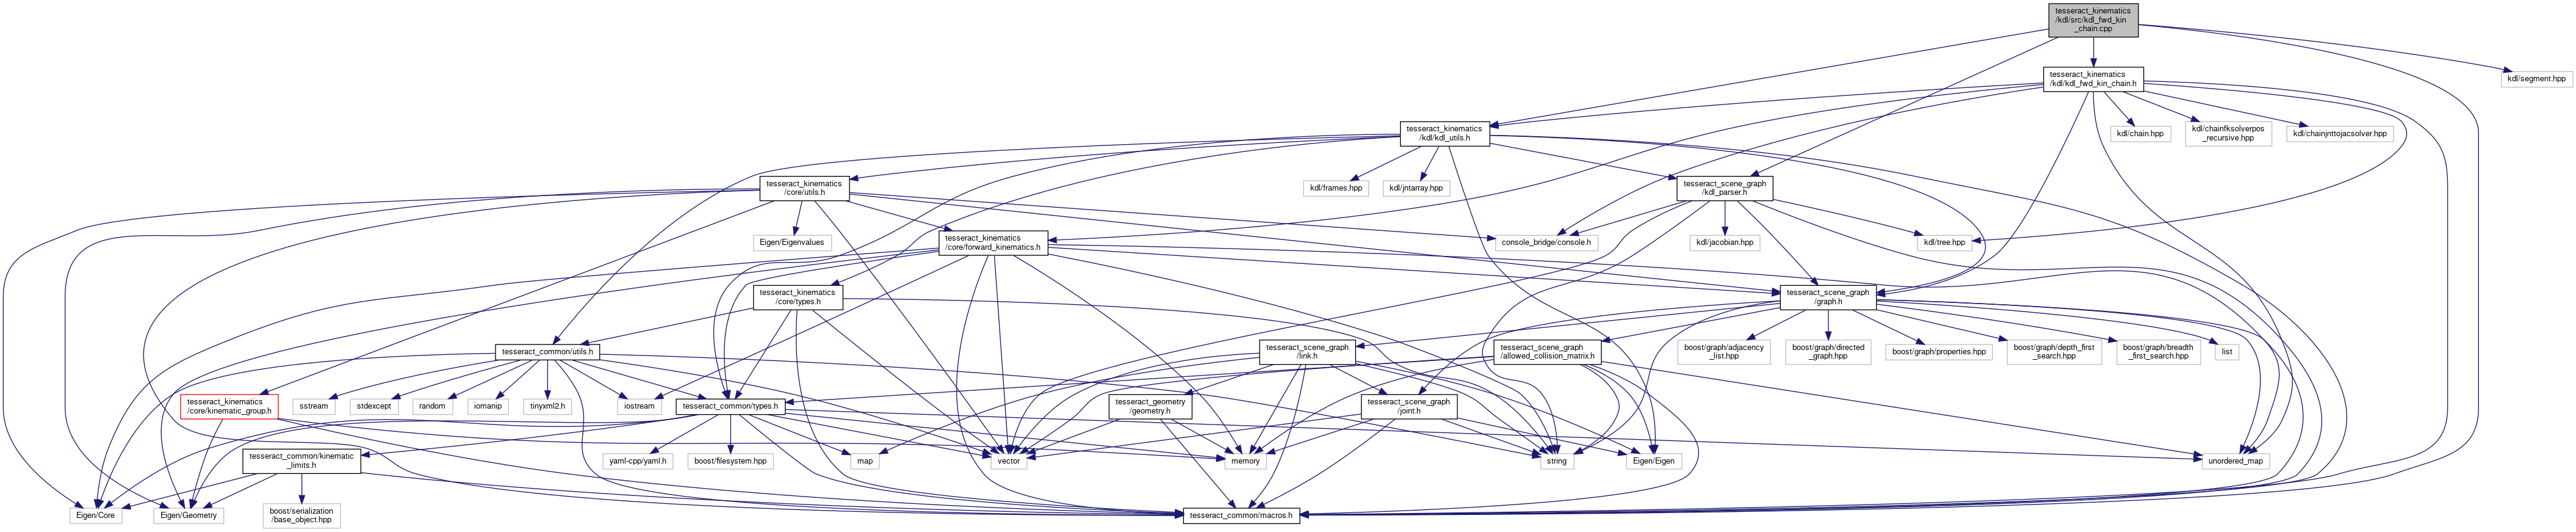 tesseract_kinematics
/kdl/src/kdl_fwd_kin
_chain.cpp
tesseract_kinematics
/kdl/kdl_fwd_kin_chain.h
kdl/segment.hpp
tesseract_kinematics
/kdl/kdl_utils.h
kdl/chain.hpp
kdl/chainfksolverpos
_recursive.hpp
kdl/chainjnttojacsolver.hpp
tesseract_kinematics
/core/utils.h
kdl/frames.hpp
kdl/jntarray.hpp
tesseract_scene_graph
/kdl_parser.h
Eigen/Eigenvalues
tesseract_kinematics
/core/forward_kinematics.h
console_bridge/console.h
kdl/jacobian.hpp
kdl/tree.hpp
tesseract_kinematics
/core/types.h
tesseract_scene_graph
/graph.h
tesseract_common/utils.h
tesseract_scene_graph
/link.h
tesseract_scene_graph
/allowed_collision_matrix.h
boost/graph/adjacency
_list.hpp
boost/graph/directed
_graph.hpp
boost/graph/properties.hpp
boost/graph/depth_first
_search.hpp
boost/graph/breadth
_first_search.hpp
list
tesseract_kinematics
/core/kinematic_group.h
sstream
stdexcept
random
iomanip
tinyxml2.h
iostream
tesseract_common/types.h
tesseract_geometry
/geometry.h
tesseract_scene_graph
/joint.h
tesseract_common/kinematic
_limits.h
yaml-cpp/yaml.h
boost/filesystem.hpp
map
vector
memory
string
Eigen/Eigen
unordered_map
Eigen/Core
Eigen/Geometry
boost/serialization
/base_object.hpp
tesseract_common/macros.h